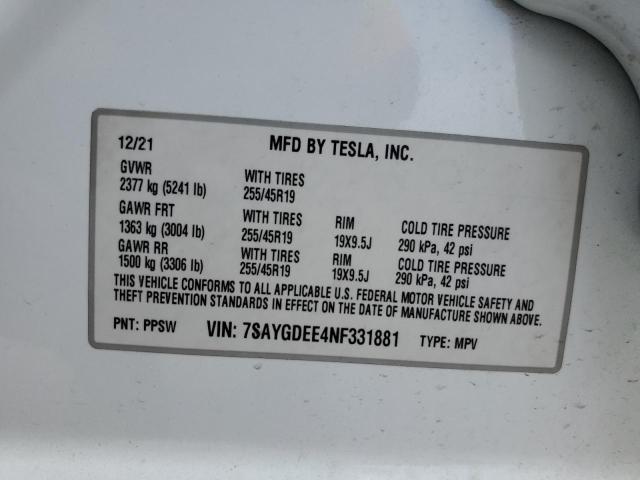 12/21 MFD BY TESLA, INC.
GVWR WITH TIRES
2377 kg (5241 lb) 255/45R19
GAWR FRT WITH TIRES RIM COLD TIRE PRESSURE
1363 kg (3004 lb) 255/45R19 19X9.5J 290 kPa, 42 psi
GAWR RR WITH TIRES RIM COLD TIRE PRESSURE
1500 kg (3306 lb) 255/45R19 19X9.5J 290 kPa, 42 psi
THIS VEHICLE CONFORMS TO ALL APPLICABLE U.S. FEDERAL MOTOR VEHICLE SAFETY AND
THEFT PREVENTION STANDARDS IN EFFECT ON THE DATE OF MANUFACTURE SHOWN ABOVE.
PNT: PPSW VIN: 7SAYGDEE4NF331881 TYPE: MPV